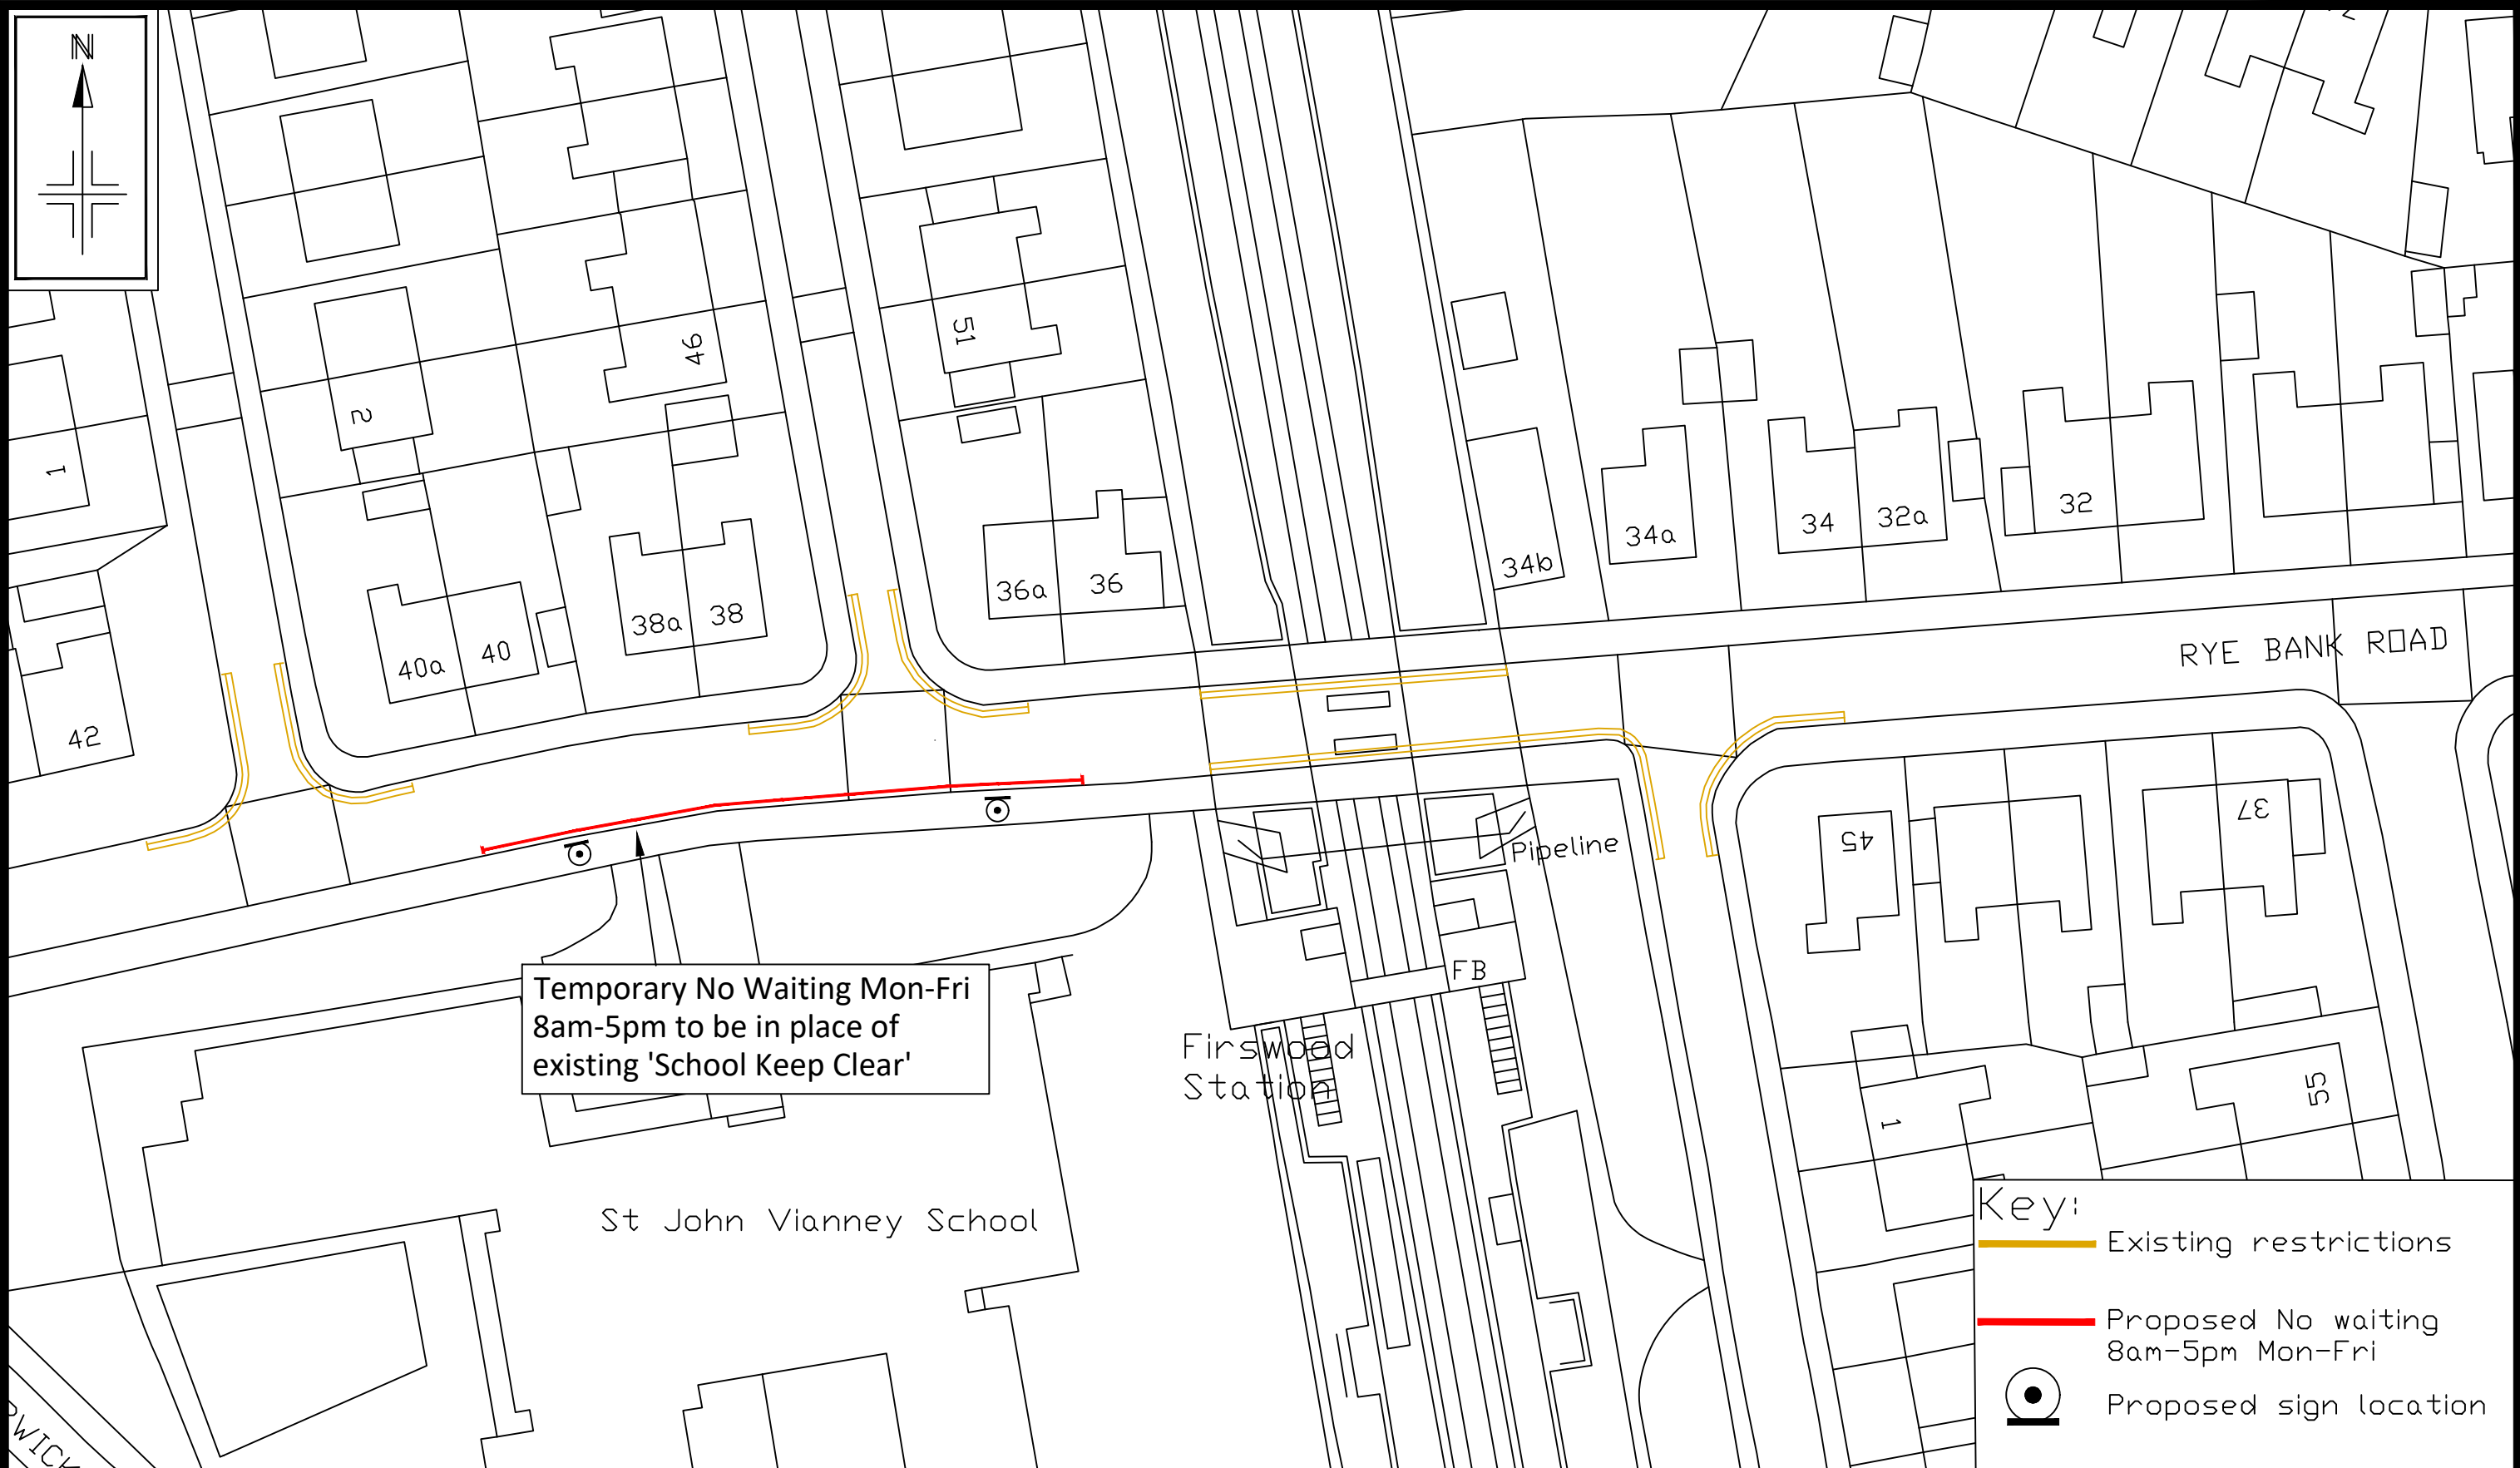 N
51
46
2
1
34b
34a
34
32a
32
36a
36
38a
38
40a
40
42
RYE BANK ROAD
45
37
Pipeline
FB
Temporary No Waiting Mon-Fri
8am-5pm to be in place of
existing 'School Keep Clear'
Firswood
Station
55
1
St John Vianney School
Key:
Existing restrictions
Proposed No waiting
8am-5pm Mon-Fri
Proposed sign location